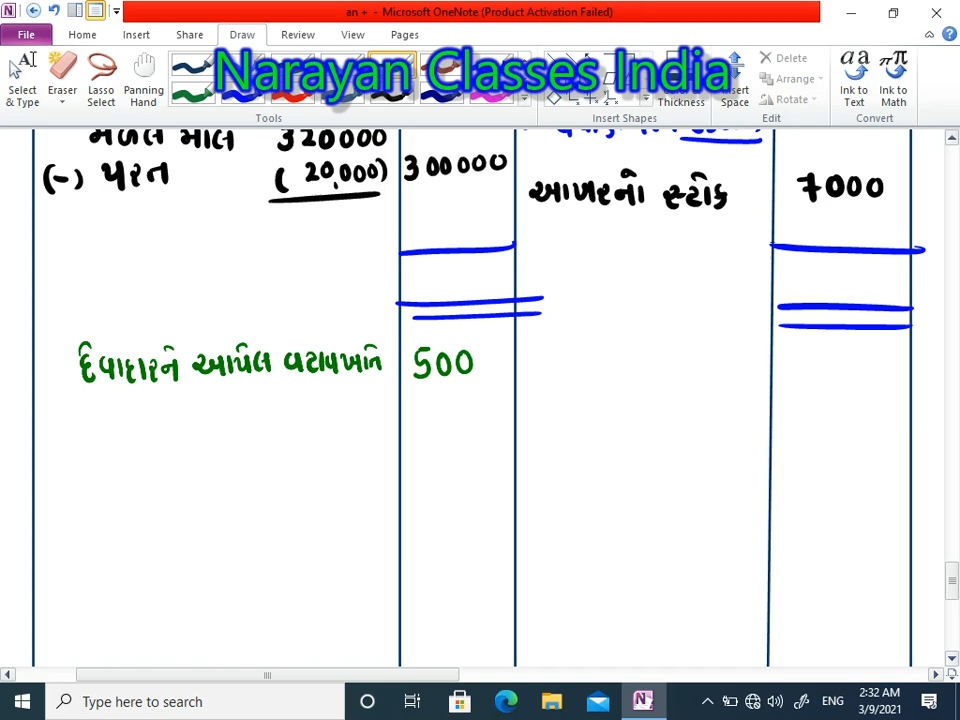 an + - Microsoft OneNote (Product Activation Failed)
File Home Insert Share Draw Review View Pages
Narayan Classes India
Select & Type
Eraser
Lasso Select
Panning Hand
Thickness
Insert Space
Delete
Arrange
Rotate
Ink to Text
Ink to Math
Tools
Insert Shapes
Edit
Convert
માલ 320000
(-) પરત (20,000) 300000
આખરનો સ્ટોક 7000
દેવાદારને આપેલ વટાવખાતે 500
Type here to search
ENG
2:32 AM
3/9/2021